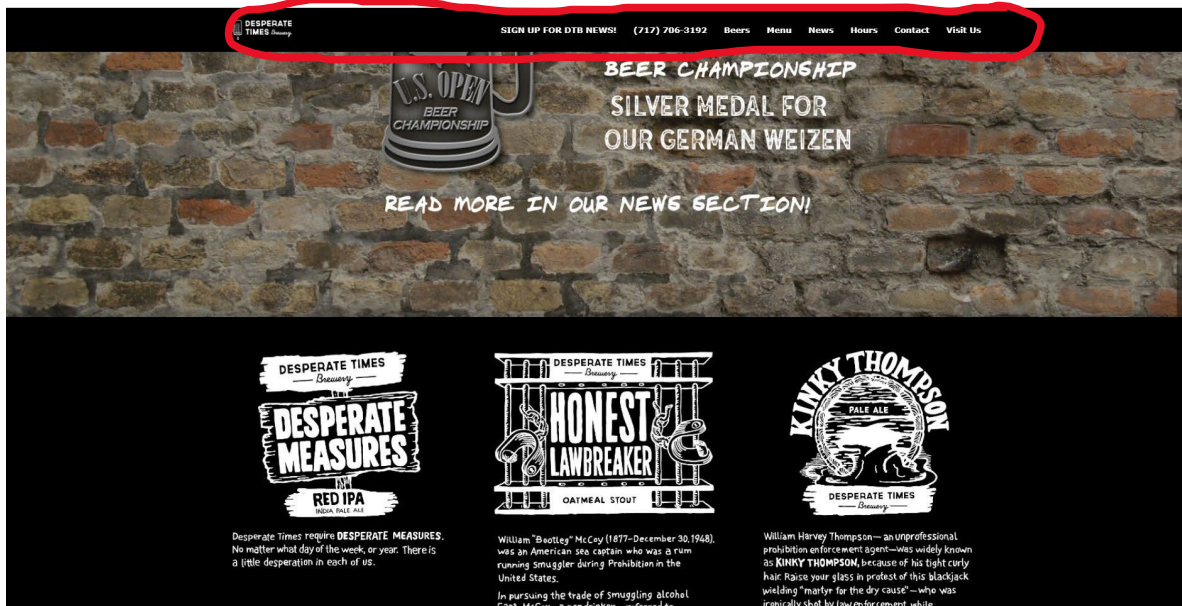 DESPERATE
TIMES Brewery
SIGN UP FOR DTB NEWS! (717) 706-3192 Beers Menu News Hours Contact Visit Us
U.S. OPEN
BEER
CHAMPIONSHIP
BEER CHAMPIONSHIP
SILVER MEDAL FOR
OUR GERMAN WEIZEN
READ MORE IN OUR NEWS SECTION!
DESPERATE TIMES
Brewery
DESPERATE
MEASURES
RED IPA
INDIA PALE ALE
Desperate Times require DESPERATE MEASURES.
No matter what day of the week, or year. There is
a little desperation in each of us.
DESPERATE TIMES
Brewery
HONEST
LAWBREAKER
OATMEAL STOUT
William "Bootleg" McCoy (1877-December 30, 1948),
was an American sea captain who was a rum
running smuggler during Prohibition in the
United States.
In pursuing the trade of smuggling alcohol
KINKY THOMPSON
PALE ALE
DESPERATE TIMES
Brewery
William Harvey Thompson—an unprofessional
prohibition enforcement agent—was widely known
as KINKY THOMPSON, because of his tight curly
hair. Raise your glass in protest of this blackjack
wielding "martyr for the dry cause"—who was
ironically shot by law enforcement while